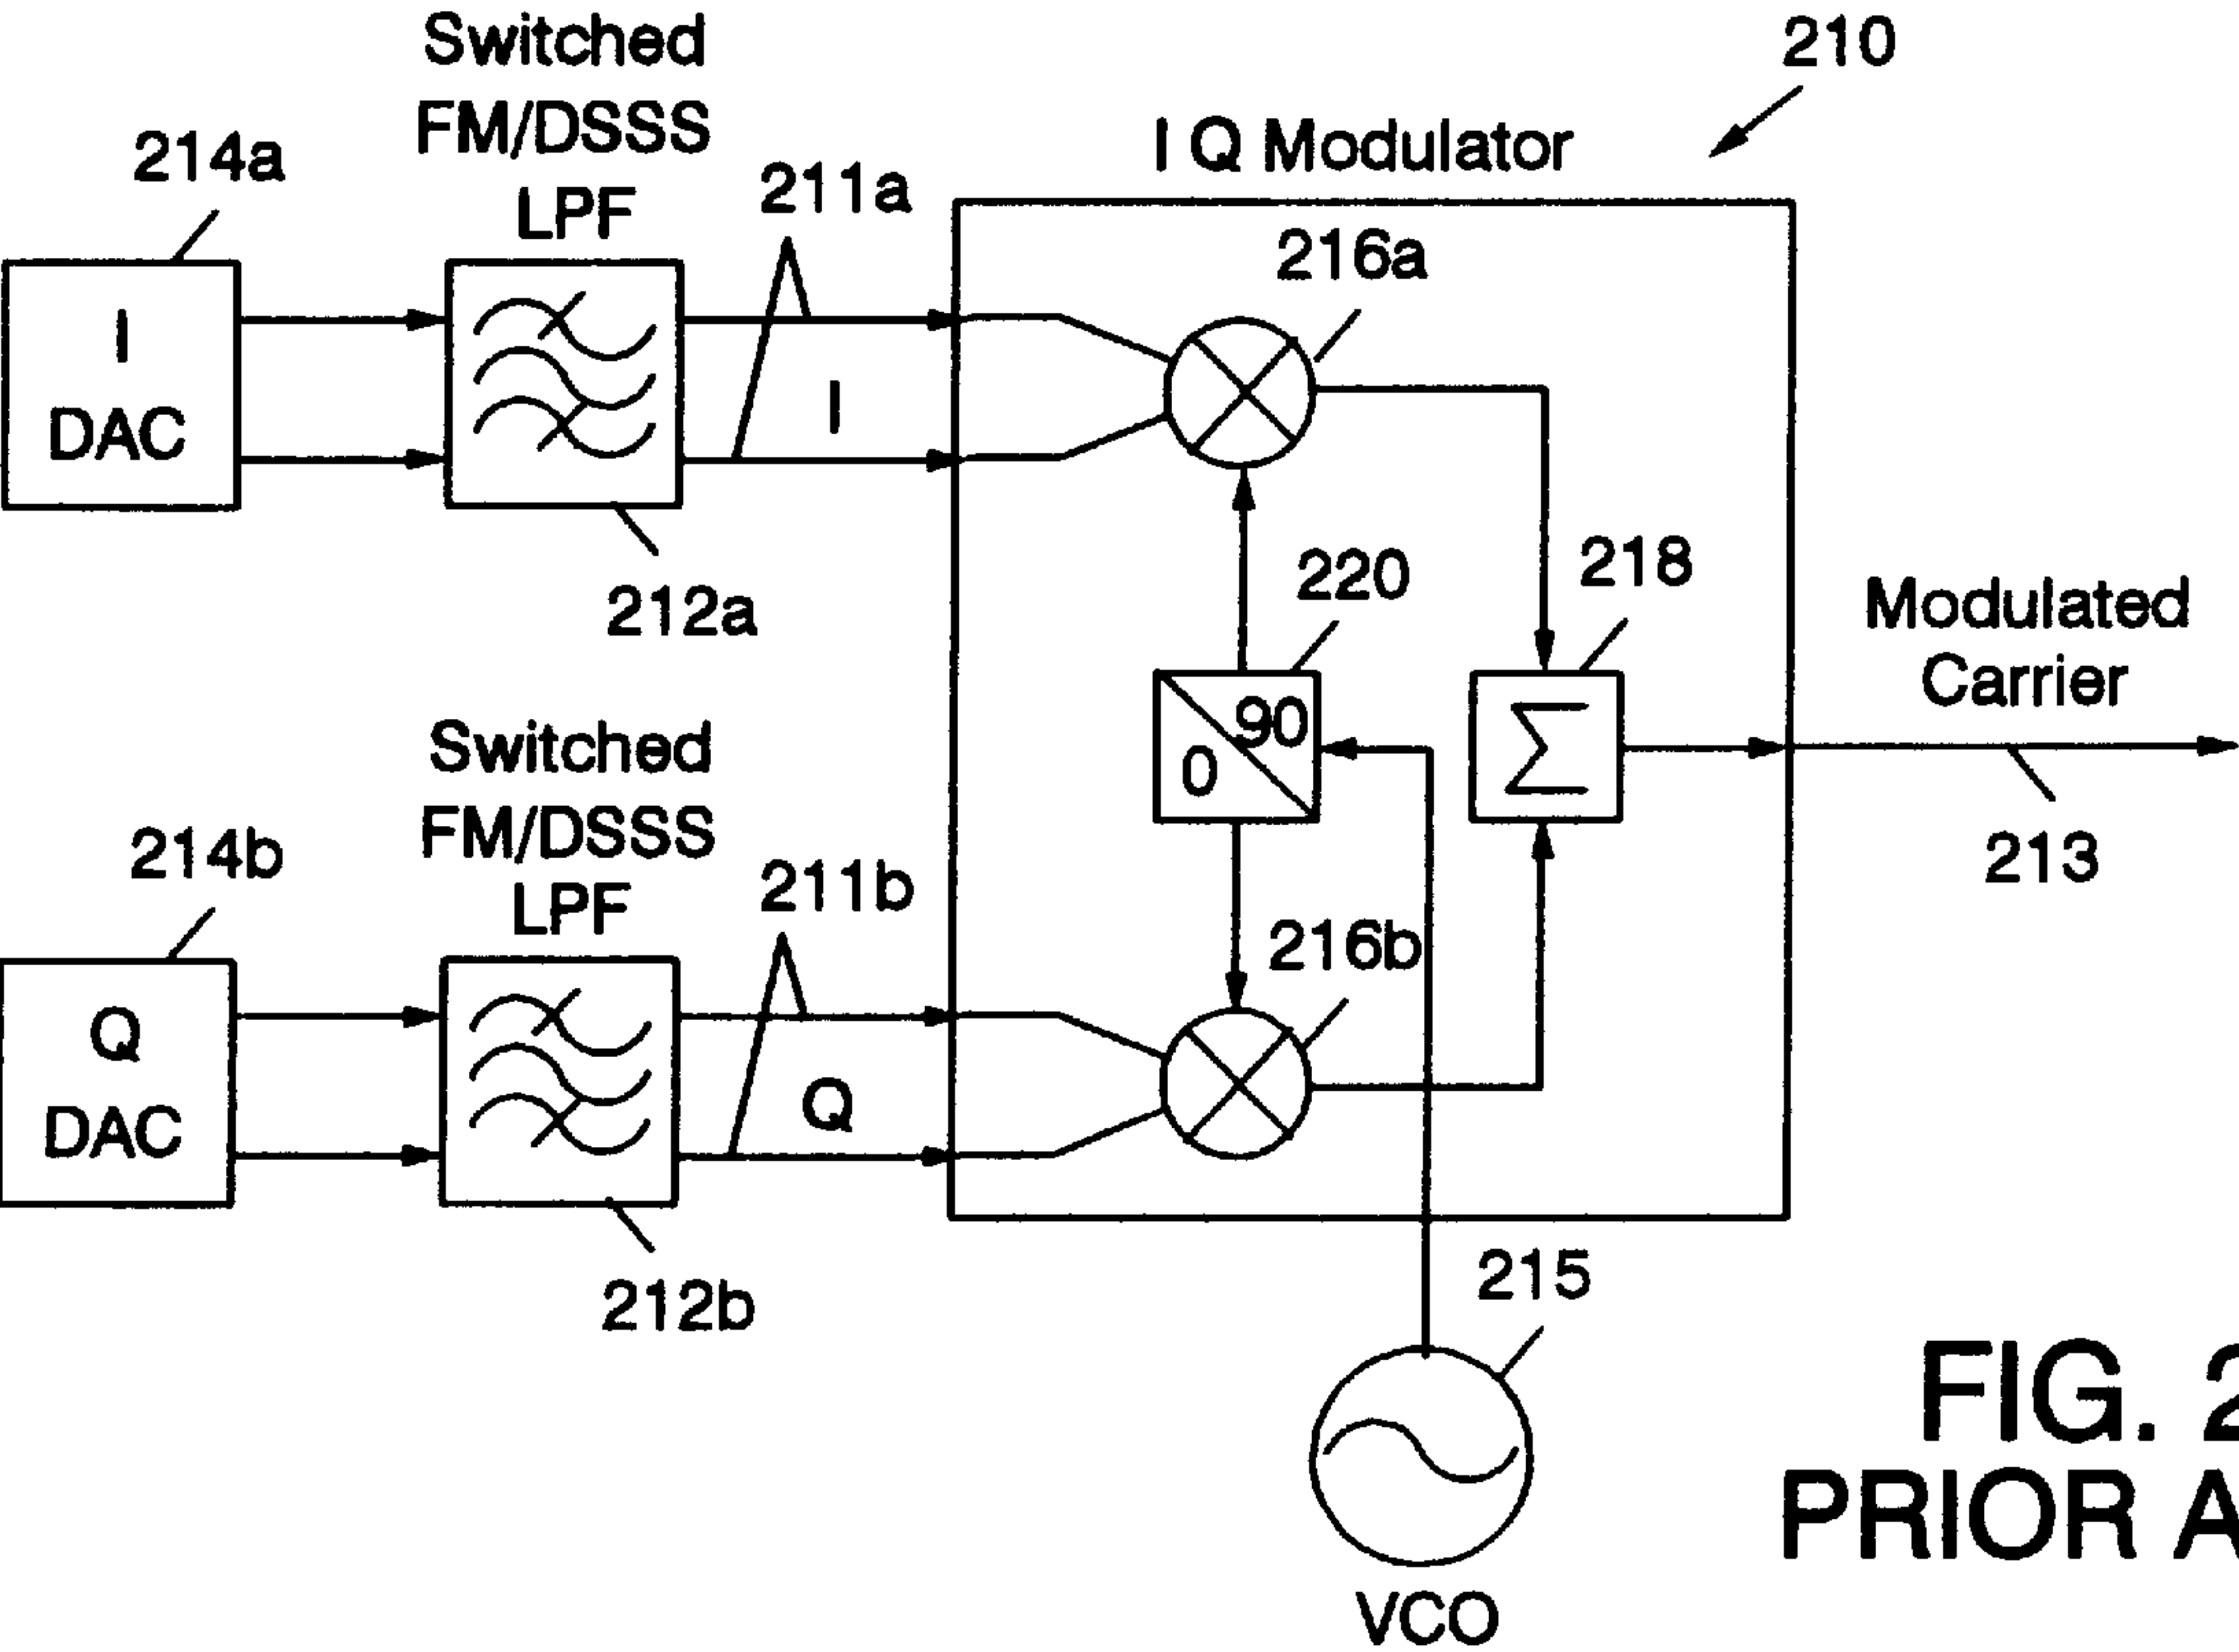 Switched
FM/DSSS
LPF
210
I Q Modulator
214a
211a
216a
I
DAC
I
212a
220
218
90
0
Σ
Modulated
Carrier
213
Switched
FM/DSSS
LPF
214b
211b
216b
Q
DAC
Q
212b
215
VCO
FIG. 2
PRIOR A